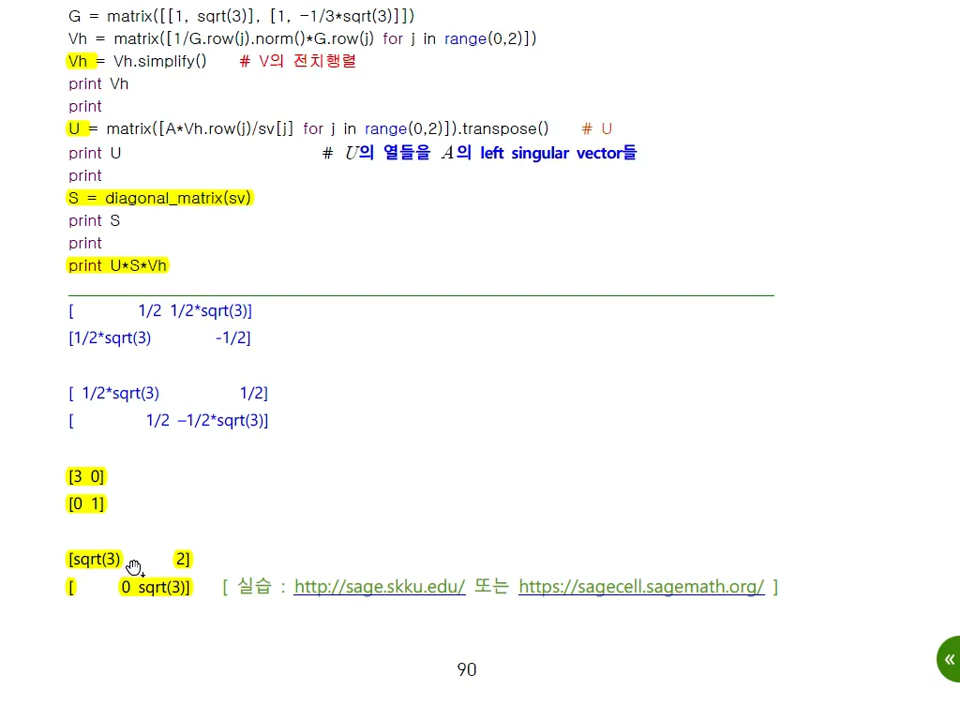 G = matrix([[1, sqrt(3)], [1, -1/3*sqrt(3)]])
Vh = matrix([1/G.row(j).norm()*G.row(j) for j in range(0,2)])
Vh = Vh.simplify() # V의 전치행렬
print Vh
print
U = matrix([A*Vh.row(j)/sv[j] for j in range(0,2)]).transpose() # U
print U # U의 열들을 A의 left singular vector들
print
S = diagonal_matrix(sv)
print S
print
print U*S*Vh
[ 1/2 1/2*sqrt(3)]
[1/2*sqrt(3) -1/2]
[ 1/2*sqrt(3) 1/2]
[ 1/2 –1/2*sqrt(3)]
[3 0]
[0 1]
[sqrt(3) 2]
[ 0 sqrt(3)] [ 실습 : http://sage.skku.edu/ 또는 https://sagecell.sagemath.org/ ]
90
«